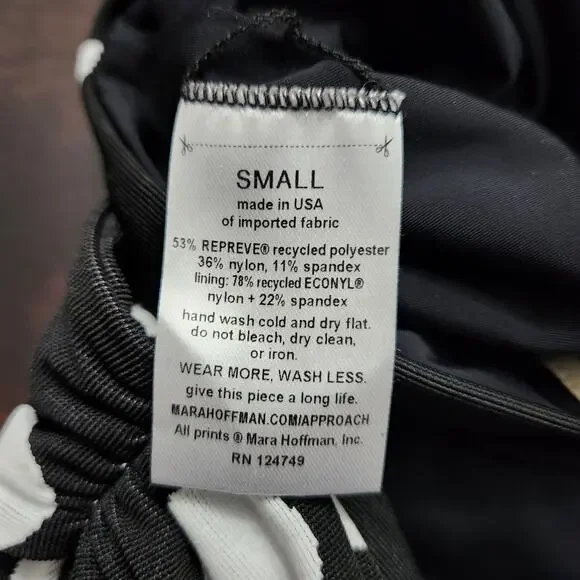 SMALL
made in USA
of imported fabric
53% REPREVE® recycled polyester
36% nylon, 11% spandex
lining: 78% recycled ECONYL®
nylon + 22% spandex
hand wash cold and dry flat.
do not bleach, dry clean,
or iron.
WEAR MORE, WASH LESS.
give this piece a long life.
MARAHOFFMAN.COM/APPROACH
All prints ® Mara Hoffman, Inc.
RN 124749